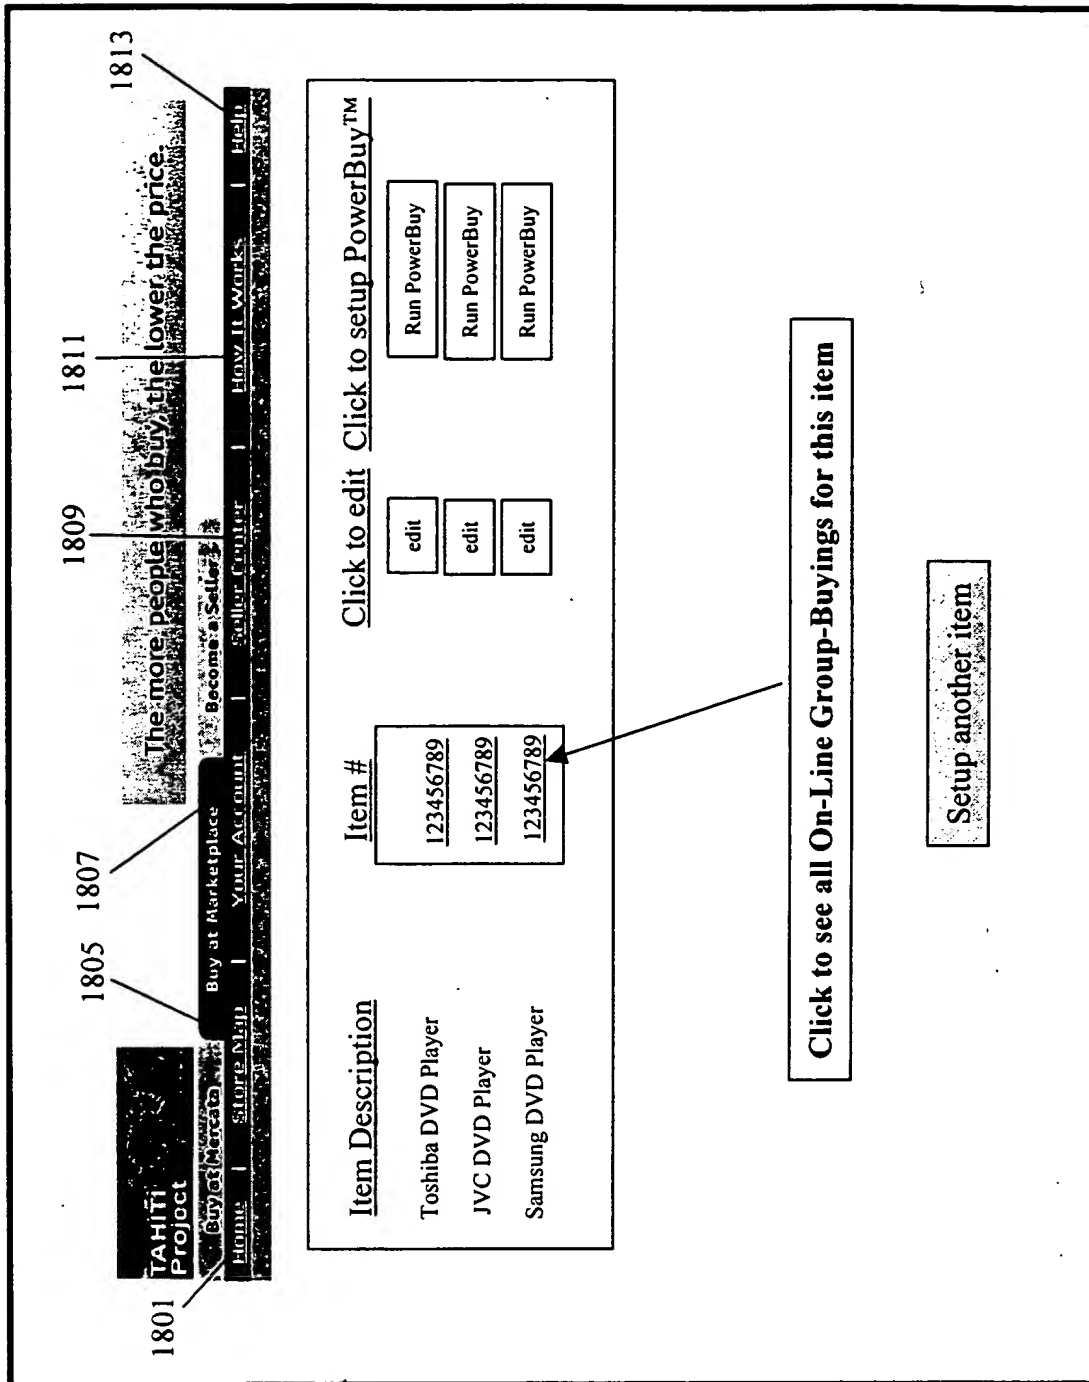 1801
1805
1807
1809
1811
1813
TAHITI
Project
The more people who buy, the lower the price.
Buy at Mercata
Buy at Marketplace
Become a Seller
Home | Store Map | Your Account | Seller Center | How It Works | Help
Item Description Item # Click to edit Click to setup PowerBuy™
Toshiba DVD Player 123456789 edit Run PowerBuy
JVC DVD Player 123456789 edit Run PowerBuy
Samsung DVD Player 123456789 edit Run PowerBuy
Click to see all On-Line Group-Buyings for this item
Setup another item